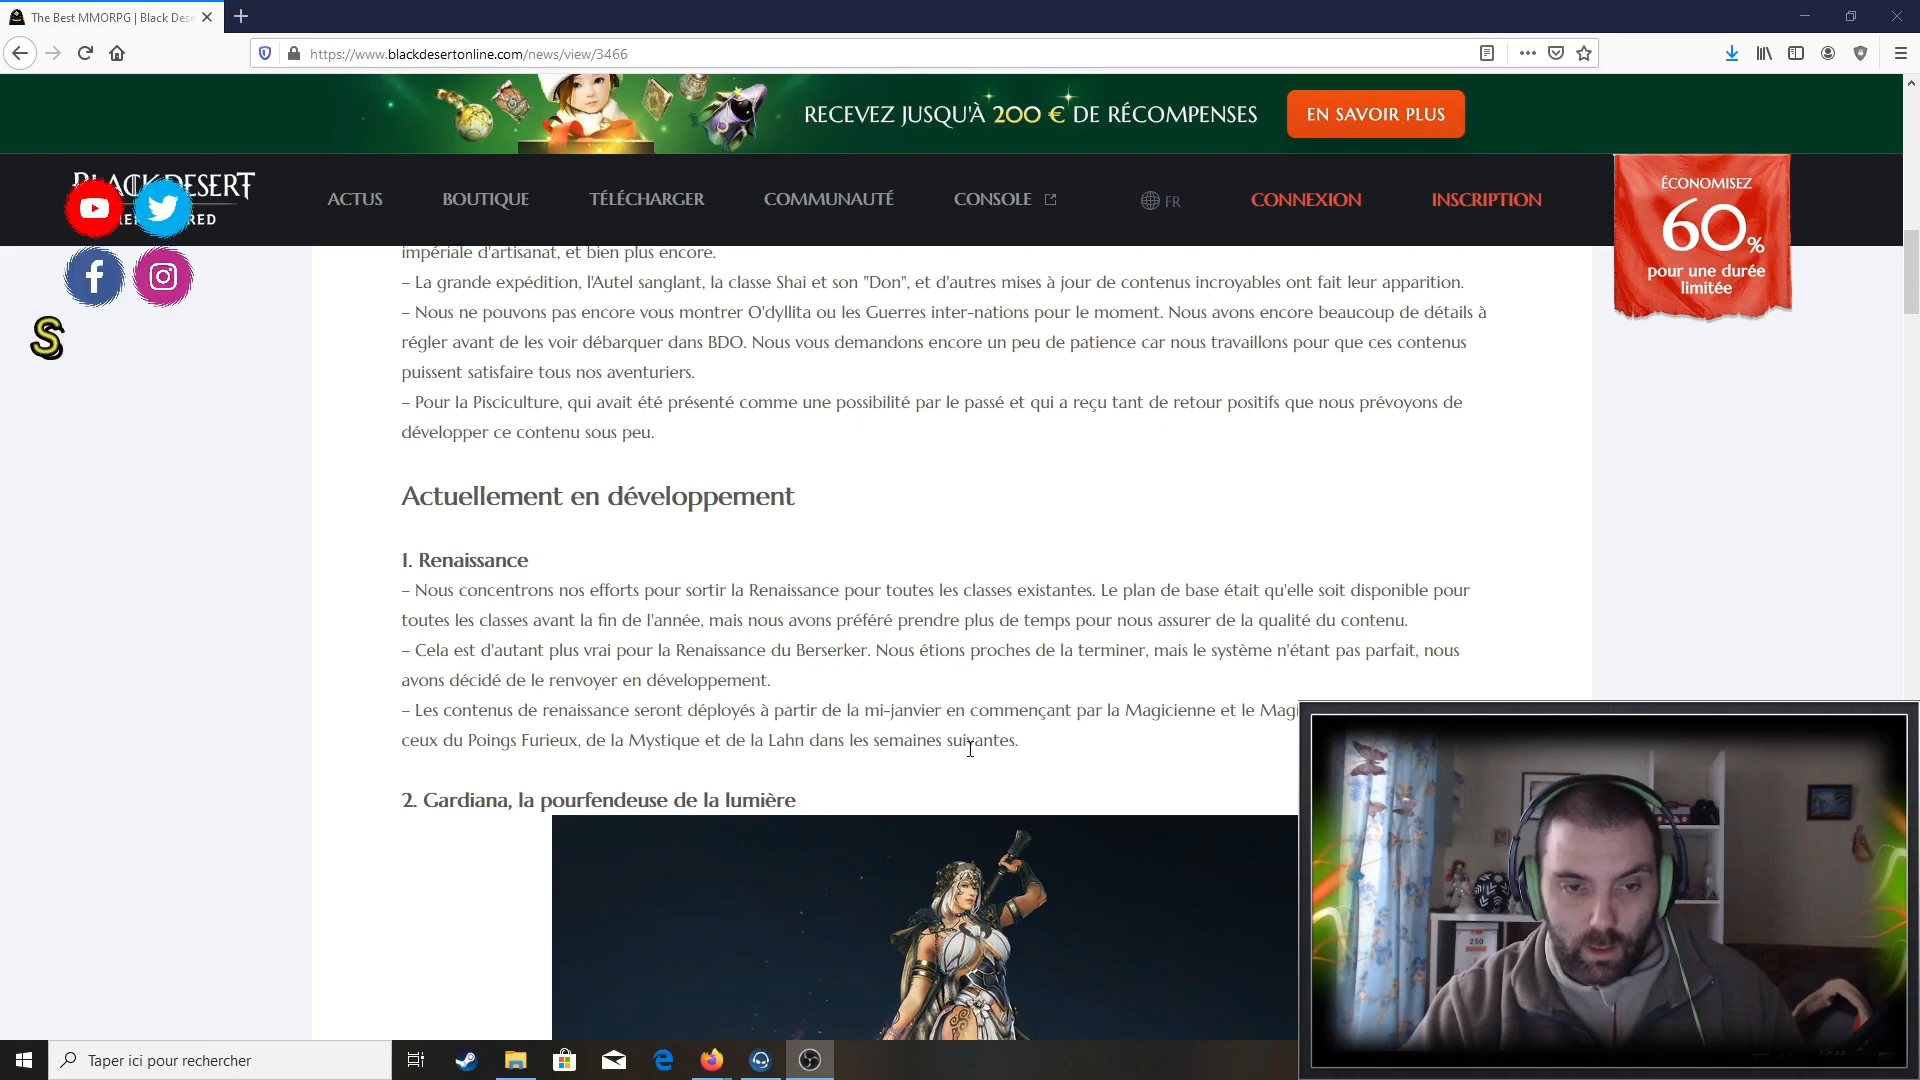 The Best MMORPG | Black Dese
https://www.blackdesertonline.com/news/view/3466
RECEVEZ JUSQU'À 200 € DE RÉCOMPENSES
EN SAVOIR PLUS
BLACK DESERT
RED
ACTUS
BOUTIQUE
TÉLÉCHARGER
COMMUNAUTÉ
CONSOLE
FR
CONNEXION
INSCRIPTION
ÉCONOMISEZ
60%
pour une durée
limitée
S
impériale d'artisanat, et bien plus encore.
– La grande expédition, l'Autel sanglant, la classe Shai et son "Don", et d'autres mises à jour de contenus incroyables ont fait leur apparition.
– Nous ne pouvons pas encore vous montrer O'dyllita ou les Guerres inter-nations pour le moment. Nous avons encore beaucoup de détails à
régler avant de les voir débarquer dans BDO. Nous vous demandons encore un peu de patience car nous travaillons pour que ces contenus
puissent satisfaire tous nos aventuriers.
– Pour la Pisciculture, qui avait été présenté comme une possibilité par le passé et qui a reçu tant de retour positifs que nous prévoyons de
développer ce contenu sous peu.
Actuellement en développement
1. Renaissance
– Nous concentrons nos efforts pour sortir la Renaissance pour toutes les classes existantes. Le plan de base était qu'elle soit disponible pour
toutes les classes avant la fin de l'année, mais nous avons préféré prendre plus de temps pour nous assurer de la qualité du contenu.
– Cela est d'autant plus vrai pour la Renaissance du Berserker. Nous étions proches de la terminer, mais le système n'étant pas parfait, nous
avons décidé de le renvoyer en développement.
– Les contenus de renaissance seront déployés à partir de la mi-janvier en commençant par la Magicienne et le Magi
ceux du Poings Furieux, de la Mystique et de la Lahn dans les semaines suivantes.
2. Gardiana, la pourfendeuse de la lumière
250
Taper ici pour rechercher